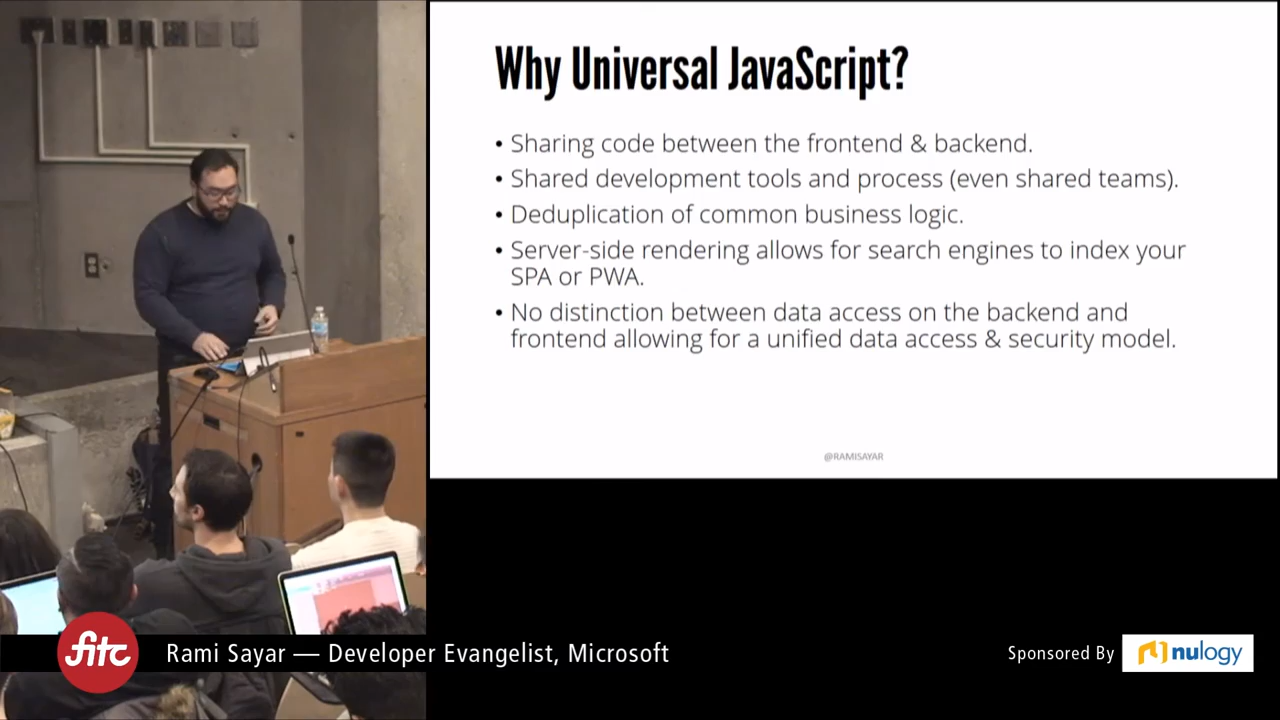 Why Universal JavaScript?
• Sharing code between the frontend & backend.
• Shared development tools and process (even shared teams).
• Deduplication of common business logic.
• Server-side rendering allows for search engines to index your
SPA or PWA.
• No distinction between data access on the backend and
frontend allowing for a unified data access & security model.
@RAMISAYAR
fitc
Rami Sayar — Developer Evangelist, Microsoft
Sponsored By
nulogy